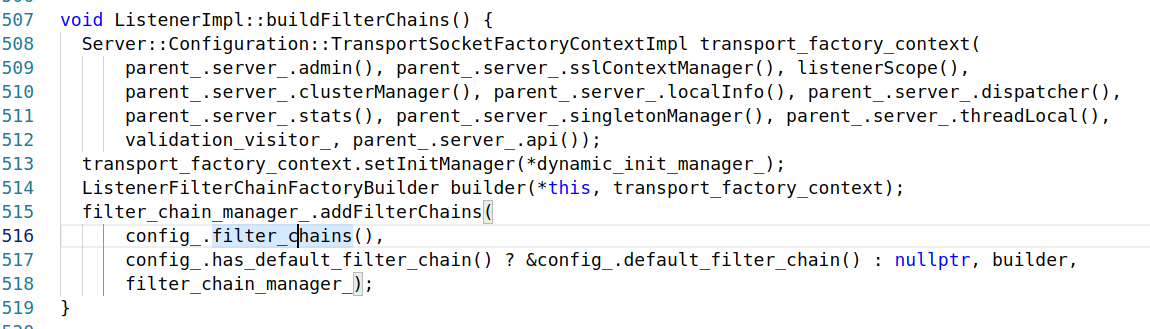 507 void ListenerImpl::buildFilterChains() {
508 Server::Configuration::TransportSocketFactoryContextImpl transport_factory_context(
509 parent_.server_.admin(), parent_.server_.sslContextManager(), listenerScope(),
510 parent_.server_.clusterManager(), parent_.server_.localInfo(), parent_.server_.dispatcher(),
511 parent_.server_.stats(), parent_.server_.singletonManager(), parent_.server_.threadLocal(),
512 validation_visitor_, parent_.server_.api());
513 transport_factory_context.setInitManager(*dynamic_init_manager_);
514 ListenerFilterChainFactoryBuilder builder(*this, transport_factory_context);
515 filter_chain_manager_.addFilterChains(
516 config_.filter_chains(),
517 config_.has_default_filter_chain() ? &config_.default_filter_chain() : nullptr, builder,
518 filter_chain_manager_);
519 }